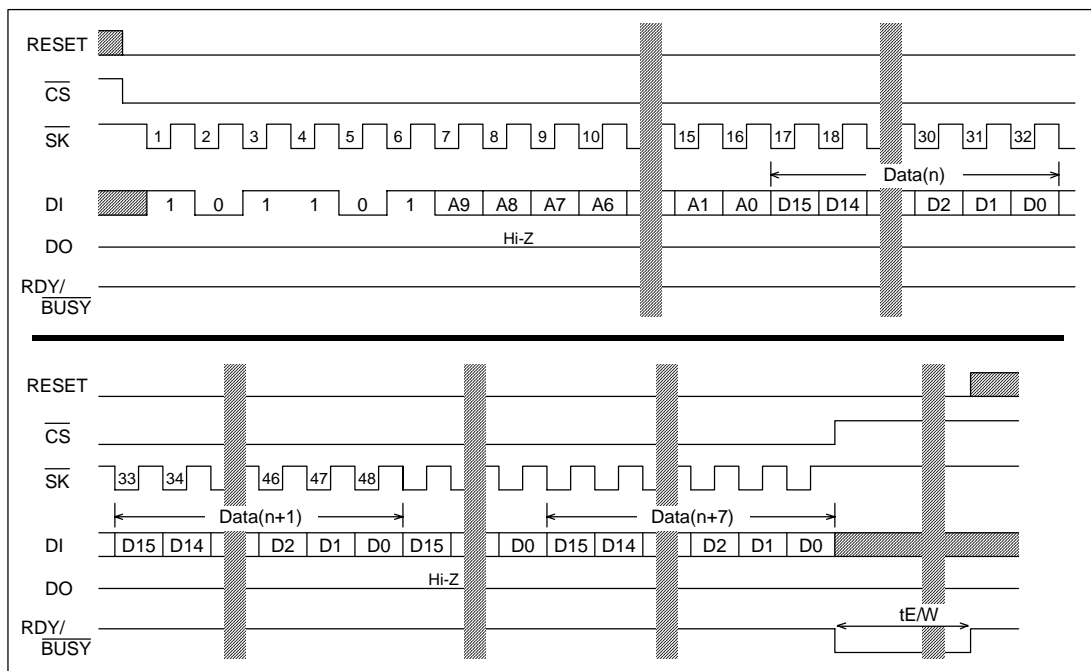 RESET
CS
SK 1 2 3 4 5 6 7 8 9 10 15 16 17 18 30 31 32
Data(n)
DI 1 0 1 1 0 1 A9 A8 A7 A6 A1 A0 D15 D14 D2 D1 D0
DO Hi-Z
RDY/
BUSY
RESET
CS
SK 33 34 46 47 48
Data(n+1) Data(n+7)
DI D15 D14 D2 D1 D0 D15 D0 D15 D14 D2 D1 D0
DO Hi-Z
RDY/ tE/W
BUSY